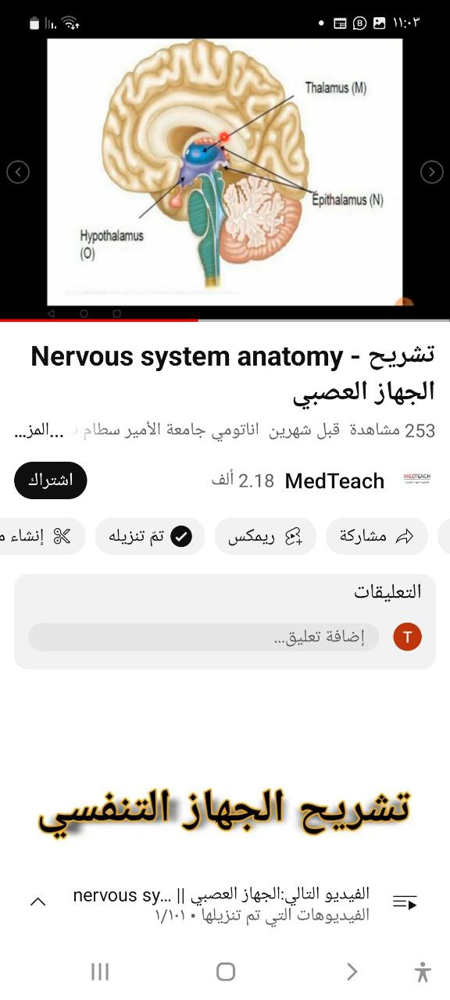 ١١:٠٣
Thalamus (M)
Epithalamus (N)
Hypothalamus
(O)
Nervous system anatomy - تشريح
الجهاز العصبي
253 مشاهدة قبل شهرين اناتومي جامعة الأمير سطام ...المز...
MedTeach 2.18 ألف اشتراك
مشاركة ريمكس تمّ تنزيله إنشاء م
التعليقات
T إضافة تعليق...
تشريح الجهاز التنفسي
الفيديو التالي:الجهاز العصبي || nervous sy...
الفيديوهات التي تم تنزيلها • ١/١٠١